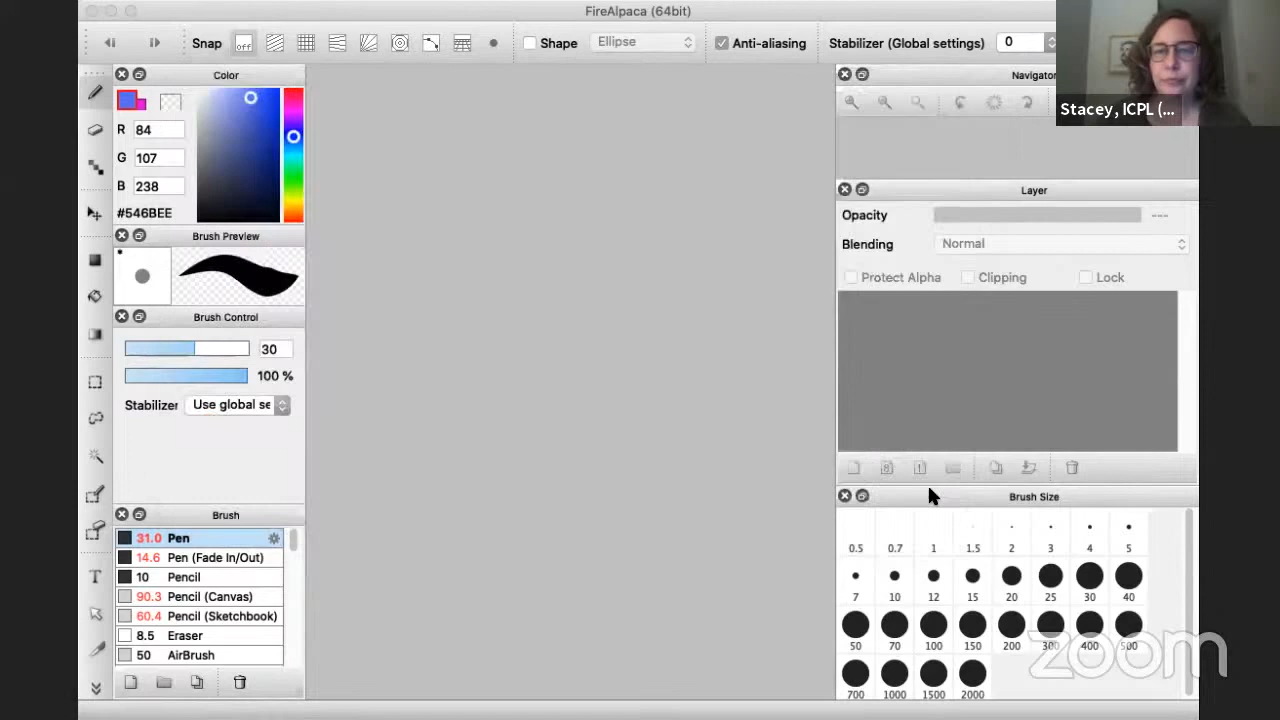 FireAlpaca (64bit)
Snap off Shape Ellipse Anti-aliasing Stabilizer (Global settings) 0
Color
R 84
G 107
B 238
#546BEE
Brush Preview
Brush Control
30
100 %
Stabilizer Use global se
Brush
31.0 Pen
14.6 Pen (Fade In/Out)
10 Pencil
90.3 Pencil (Canvas)
60.4 Pencil (Sketchbook)
8.5 Eraser
50 AirBrush
Navigator
Stacey, ICPL (...
Layer
Opacity ---
Blending Normal
Protect Alpha Clipping Lock
Brush Size
0.5 0.7 1 1.5 2 3 4 5
7 10 12 15 20 25 30 40
50 70 100 150 200 300 400 500
700 1000 1500 2000
zoom